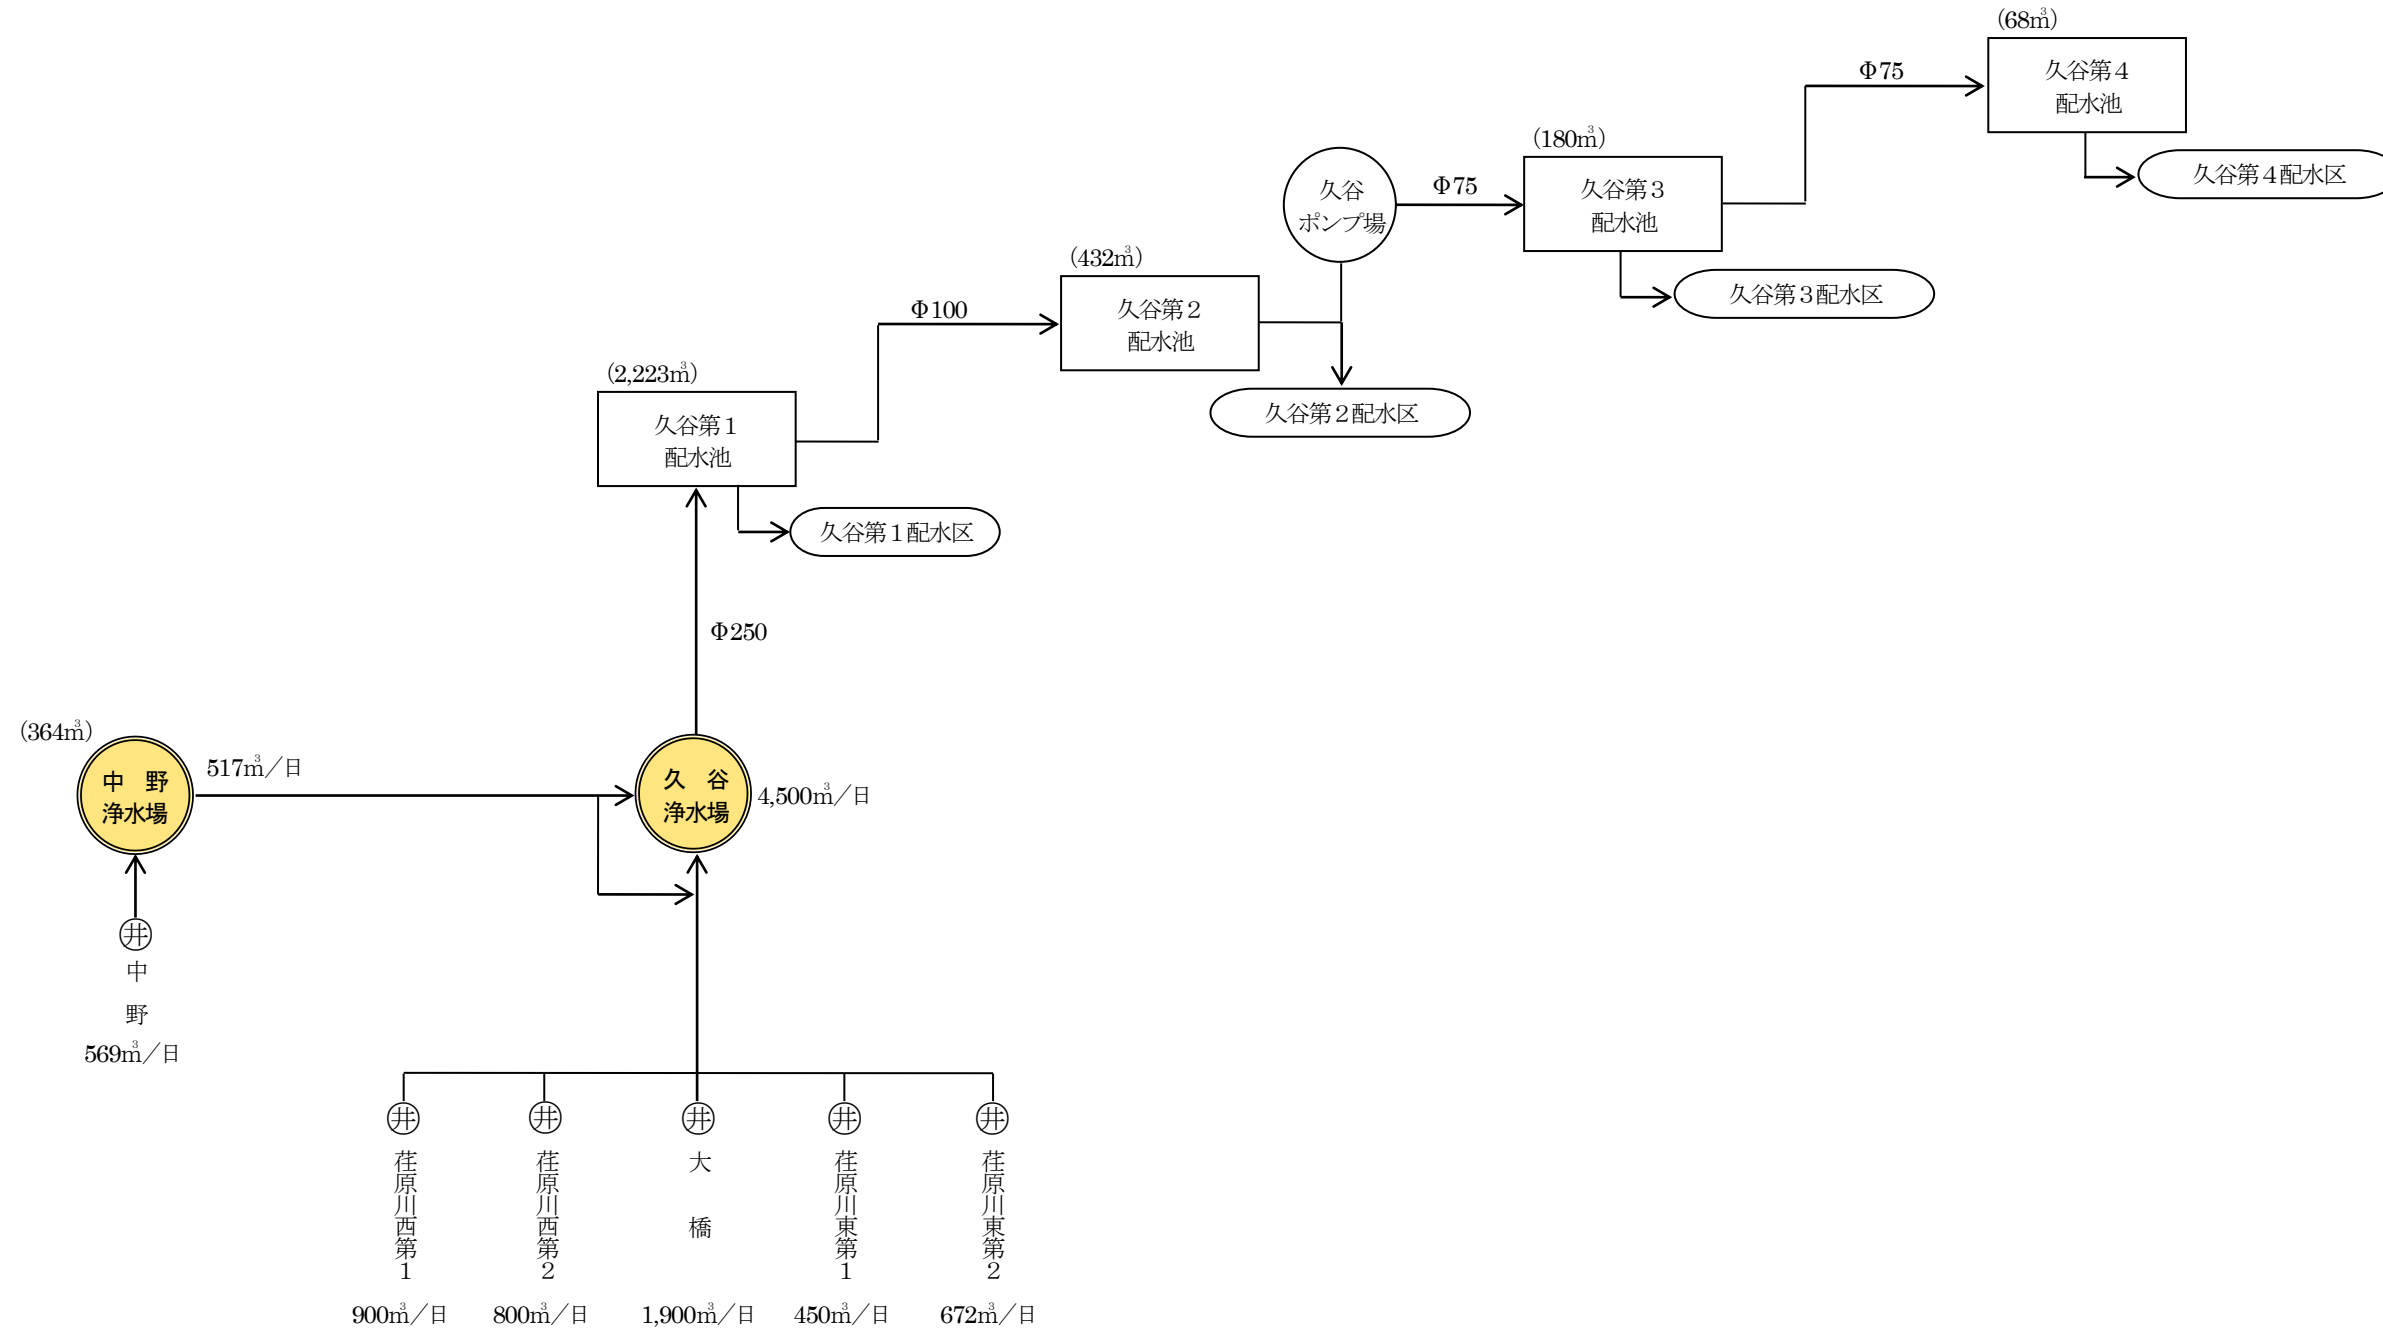 (68㎥)
久谷第４
配水池
Φ75
久谷第４配水区
(180㎥)
久谷第３
配水池
Φ75
久谷
ポンプ場
久谷第３配水区
(432㎥)
久谷第２
配水池
Φ100
久谷第２配水区
(2,223㎥)
久谷第１
配水池
久谷第１配水区
Φ250
(364㎥)
中　野
浄水場
517㎥／日
久　谷
浄水場
4,500㎥／日
井
中野
569㎥／日
井
荏原川西第１
900㎥／日
井
荏原川西第２
800㎥／日
井
大橋
1,900㎥／日
井
荏原川東第１
450㎥／日
井
荏原川東第２
672㎥／日